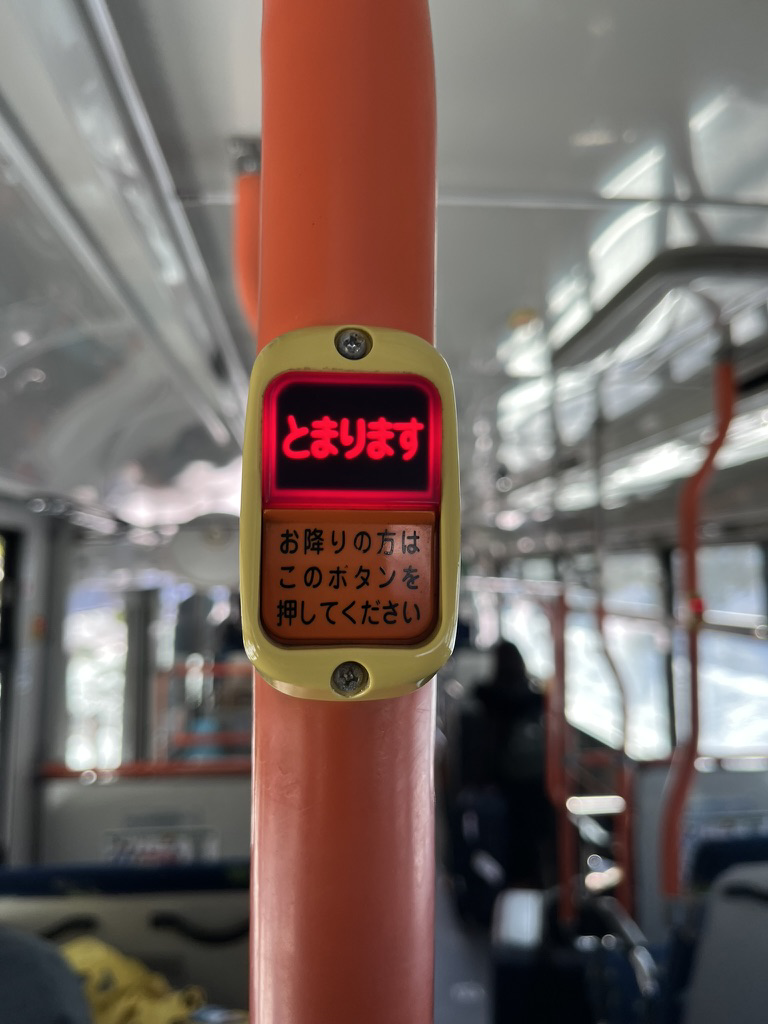 とまります
お降りの方は
このボタンを
押してください